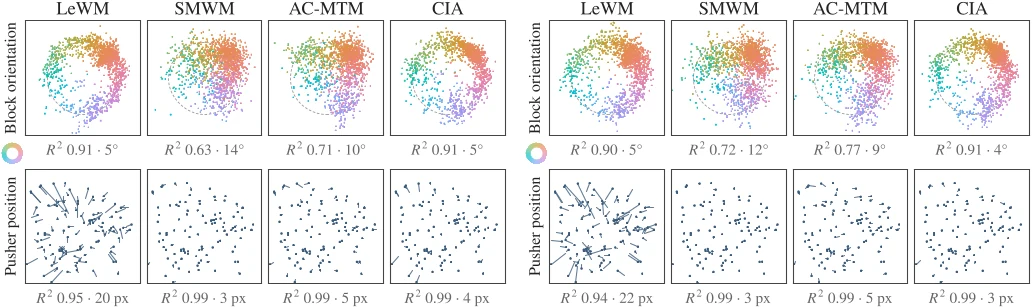 LeWM SMWM AC-MTM CIA LeWM SMWM AC-MTM CIA
Block orientation
Block orientation
R² 0.91 · 5° R² 0.63 · 14° R² 0.71 · 10° R² 0.91 · 5° R² 0.90 · 5° R² 0.72 · 12° R² 0.77 · 9° R² 0.91 · 4°
Pusher position
Pusher position
R² 0.95 · 20 px R² 0.99 · 3 px R² 0.99 · 5 px R² 0.99 · 4 px R² 0.94 · 22 px R² 0.99 · 3 px R² 0.99 · 5 px R² 0.99 · 3 px